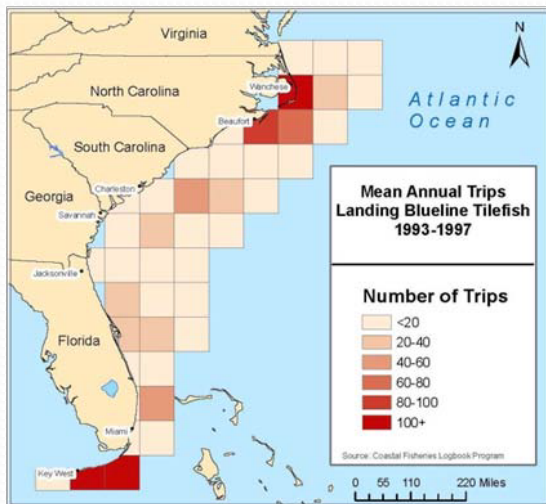 Virginia
N
North Carolina
Wanchese
Atlantic
Ocean
Beaufort
South Carolina
Charleston
Georgia
Savannah
Jacksonville
Florida
Miami
Key West
Mean Annual Trips
Landing Blueline Tilefish
1993-1997
Number of Trips
<20
20-40
40-60
60-80
80-100
100+
Source: Coastal Fisheries Logbook Program
0 55 110 220 Miles